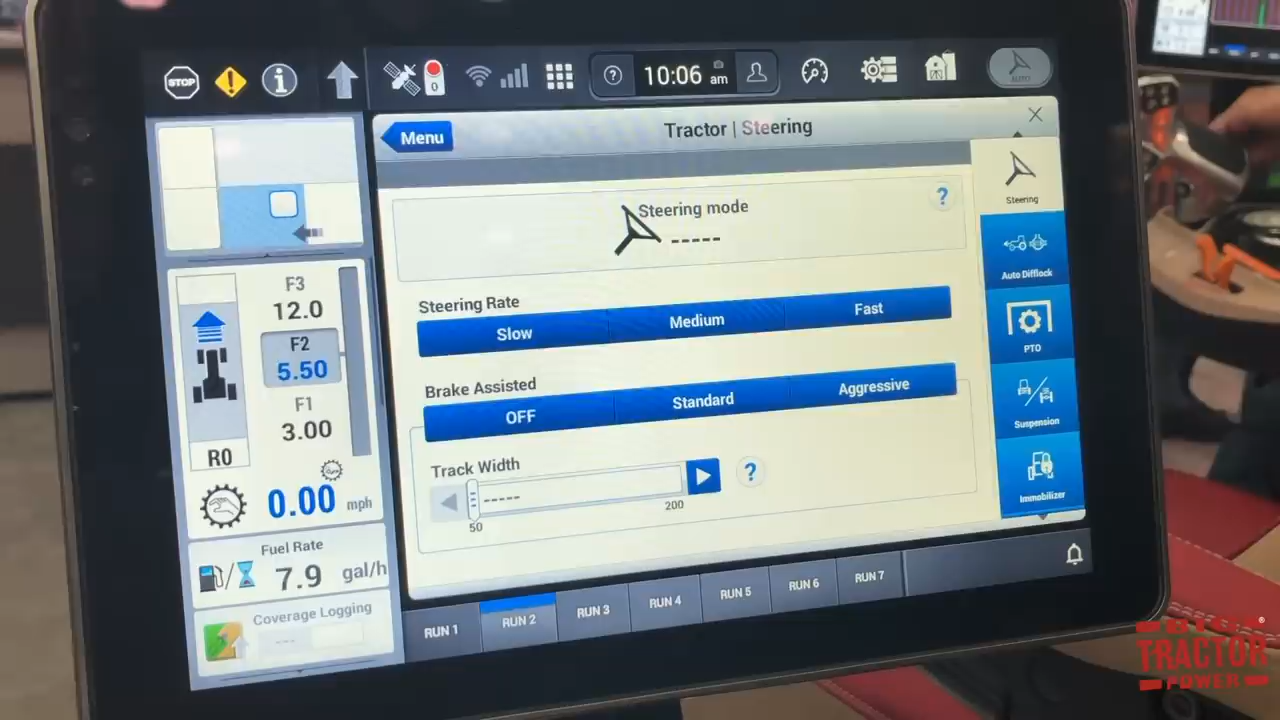 STOP
0
10:06 am
AUTO
Menu
Tractor | Steering
Steering mode
-----
Steering
Steering Rate
Slow
Medium
Fast
Auto Difflock
Brake Assisted
OFF
Standard
Aggressive
PTO
Track Width
-----
50
200
Suspension
Immobilizer
F3
12.0
F2
5.50
F1
3.00
R0
0.00 mph
Fuel Rate
7.9 gal/h
Coverage Logging
---
RUN 1
RUN 2
RUN 3
RUN 4
RUN 5
RUN 6
RUN 7
BIG
TRACTOR
POWER
®